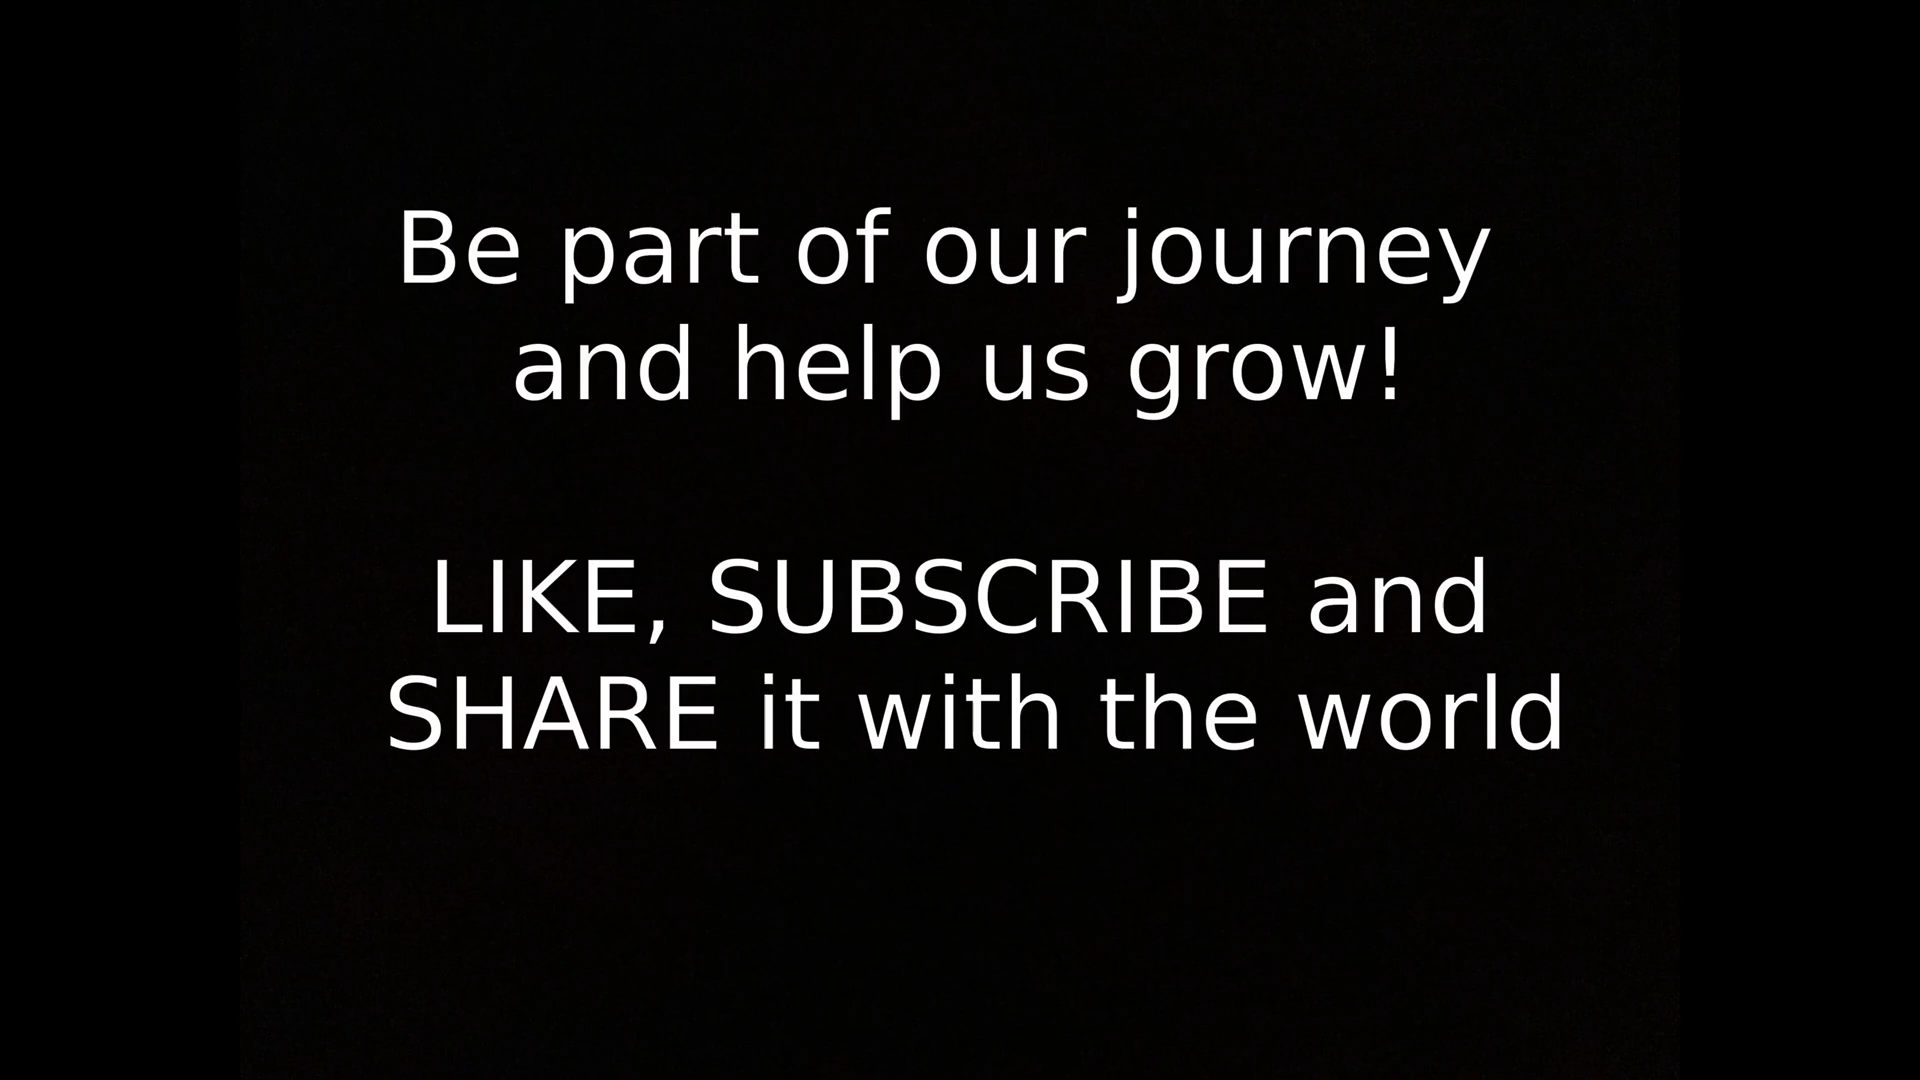 Be part of our journey
and help us grow!
LIKE, SUBSCRIBE and
SHARE it with the world